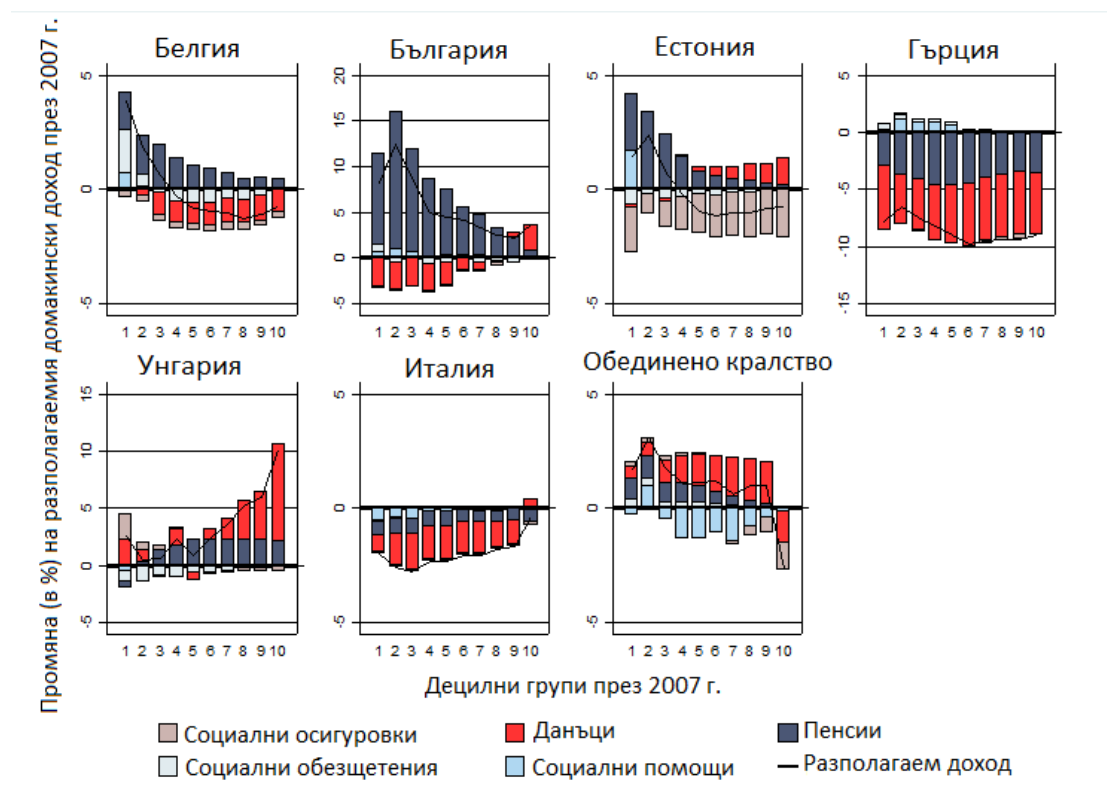 Промяна (в %) на разполагаемия домакински доход през 2007 г.
Белгия
5
0
-5
1 2 3 4 5 6 7 8 9 10
България
20
15
10
5
0
-5
1 2 3 4 5 6 7 8 9 10
Естония
5
0
-5
1 2 3 4 5 6 7 8 9 10
Гърция
5
0
-5
-10
-15
1 2 3 4 5 6 7 8 9 10
Унгария
15
10
5
0
-5
1 2 3 4 5 6 7 8 9 10
Италия
5
0
-5
1 2 3 4 5 6 7 8 9 10
Обединено кралство
5
0
-5
1 2 3 4 5 6 7 8 9 10
Децилни групи през 2007 г.
Социални осигуровки
Данъци
Пенсии
Социални обезщетения
Социални помощи
Разполагаем доход